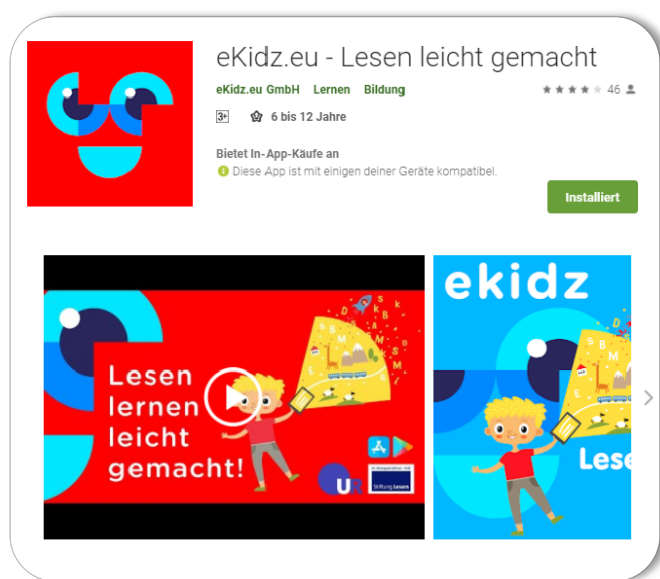 eKidz.eu - Lesen leicht gemacht
eKidz.eu GmbH Lernen Bildung
46
3+ 6 bis 12 Jahre
Bietet In-App-Käufe an
Diese App ist mit einigen deiner Geräte kompatibel.
Installiert
Lesen
lernen
leicht
gemacht!
UR
Stiftung Lesen
ekidz
Lese